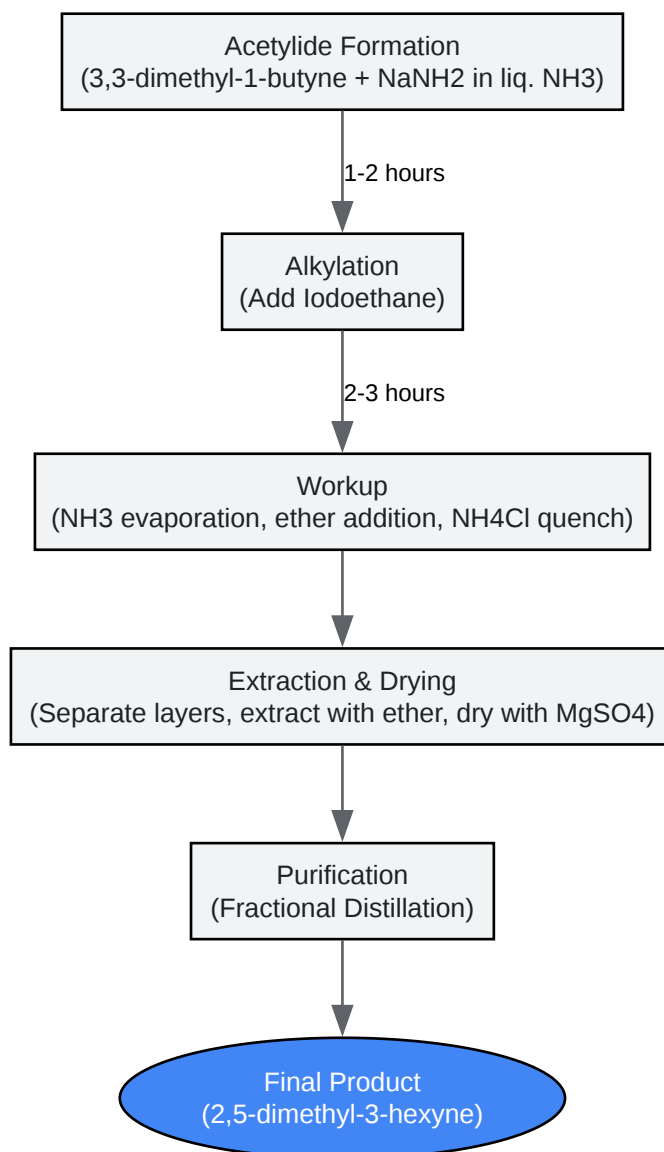 Acetylide Formation
(3,3-dimethyl-1-butyne + NaNH2 in liq. NH3)
1-2 hours
Alkylation
(Add Iodoethane)
2-3 hours
Workup
(NH3 evaporation, ether addition, NH4Cl quench)
Extraction & Drying
(Separate layers, extract with ether, dry with MgSO4)
Purification
(Fractional Distillation)
Final Product
(2,5-dimethyl-3-hexyne)